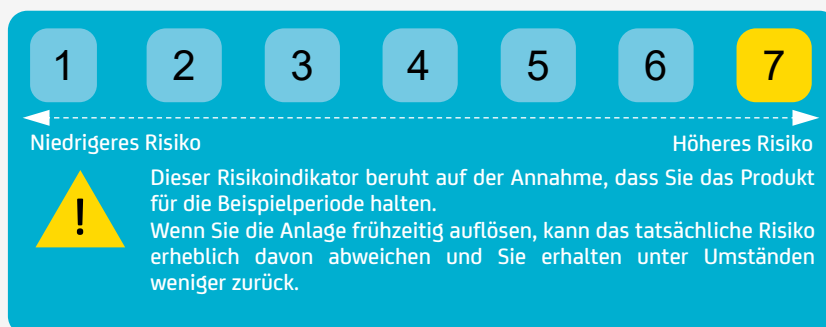 1 2 3 4 5 6 7
Niedrigeres Risiko Höheres Risiko
!
Dieser Risikoindikator beruht auf der Annahme, dass Sie das Produkt
für die Beispielperiode halten.
Wenn Sie die Anlage frühzeitig auflösen, kann das tatsächliche Risiko
erheblich davon abweichen und Sie erhalten unter Umständen
weniger zurück.